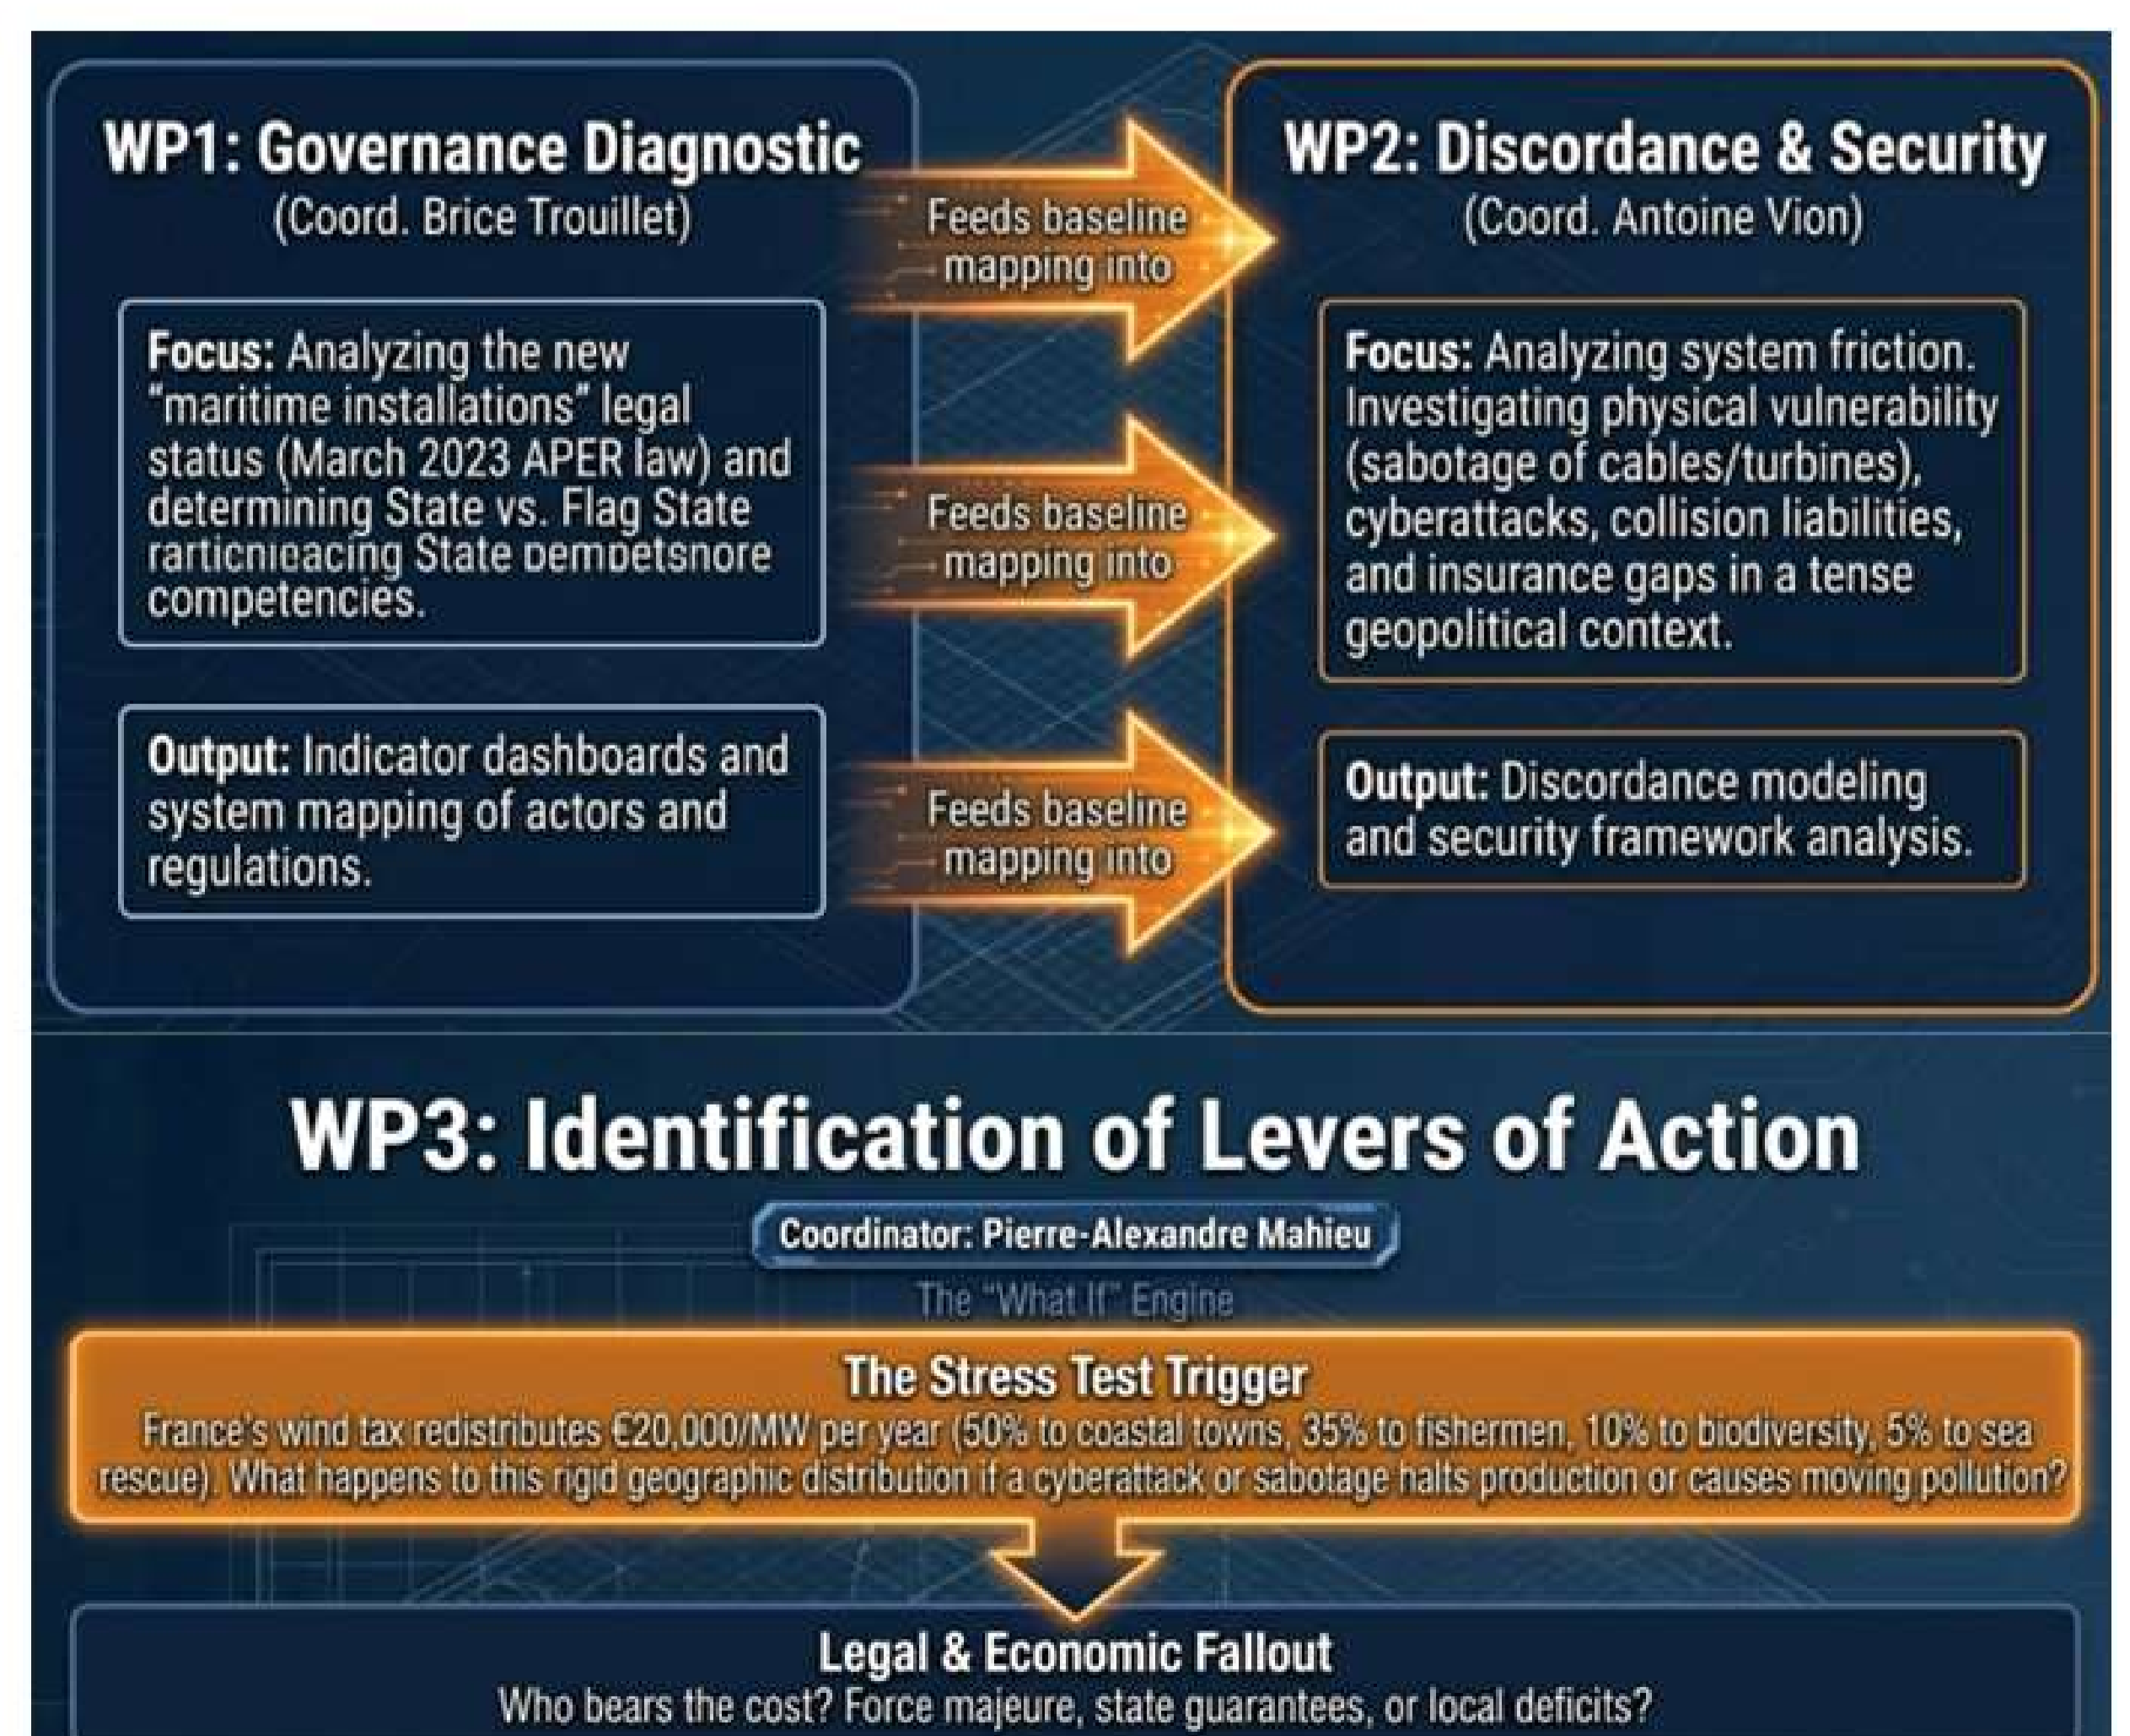 WP1: Governance Diagnostic
(Coord. Brice Trouillet)
Focus: Analyzing the new
“maritime installations” legal
status (March 2023 APER law) and
determining State vs. Flag State
State
competencies.
Output: Indicator dashboards and
system mapping of actors and
regulations.
Feeds baseline
mapping into
Feeds baseline
mapping into
Feeds baseline
mapping into
WP2: Discordance & Security
(Coord. Antoine Vion)
Focus: Analyzing system friction.
Investigating physical vulnerability
(sabotage of cables/turbines),
cyberattacks, collision liabilities,
and insurance gaps in a tense
geopolitical context.
Output: Discordance modeling
and security framework analysis.
WP3: Identification of Levers of Action
Coordinator: Pierre-Alexandre Mahieu
The “What If” Engine
The Stress Test Trigger
France's wind tax redistributes €20,000/MW per year (50% to coastal towns, 35% to fishermen, 10% to biodiversity, 5% to sea
rescue). What happens to this rigid geographic distribution if a cyberattack or sabotage halts production or causes moving pollution?
Legal & Economic Fallout
Who bears the cost? Force majeure, state guarantees, or local deficits?